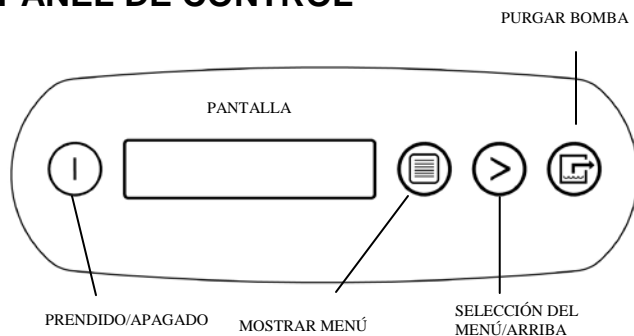 PANEL DE CONTROL
PURGAR BOMBA
PANTALLA
PRENDIDO/APAGADO
MOSTRAR MENÚ
SELECCIÓN DEL
MENÚ/ARRIBA